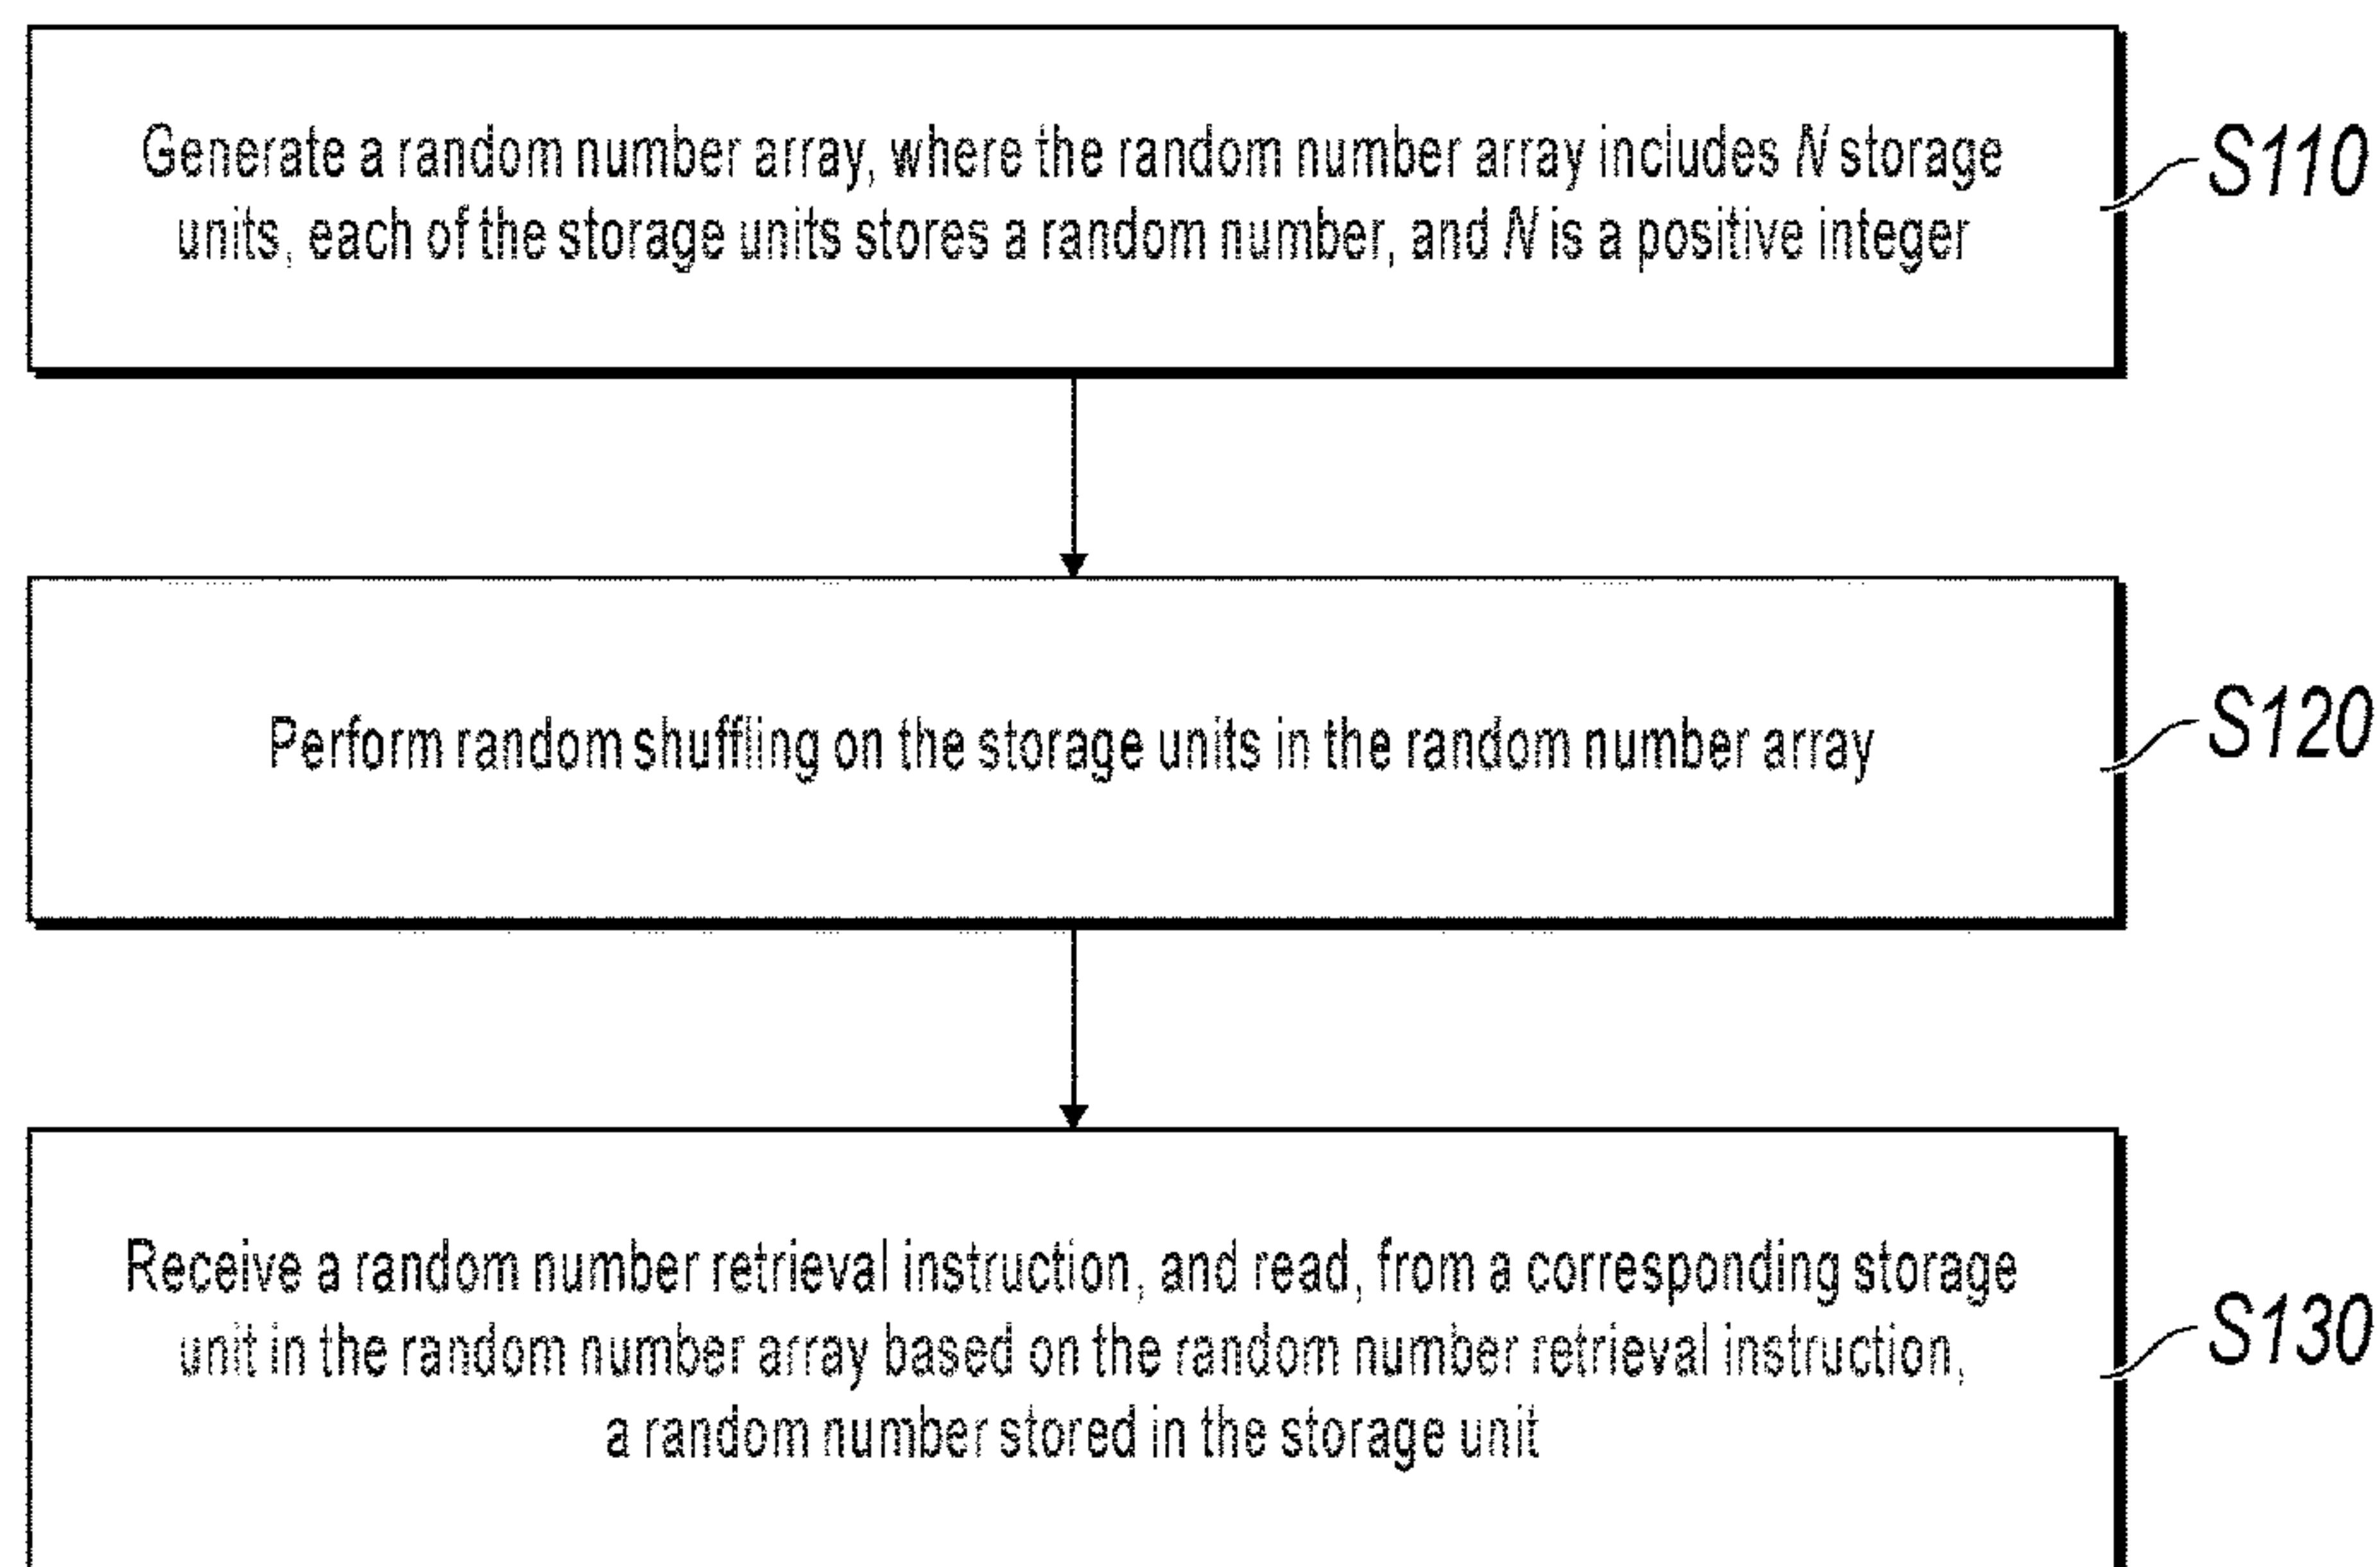 Generate a random number array, where the random number array includes N storage
units, each of the storage units stores a random number, and N is a positive integer
S110
Perform random shuffling on the storage units in the random number array
S120
Receive a random number retrieval instruction, and read, from a corresponding storage
unit in the random number array based on the random number retrieval instruction,
a random number stored in the storage unit
S130